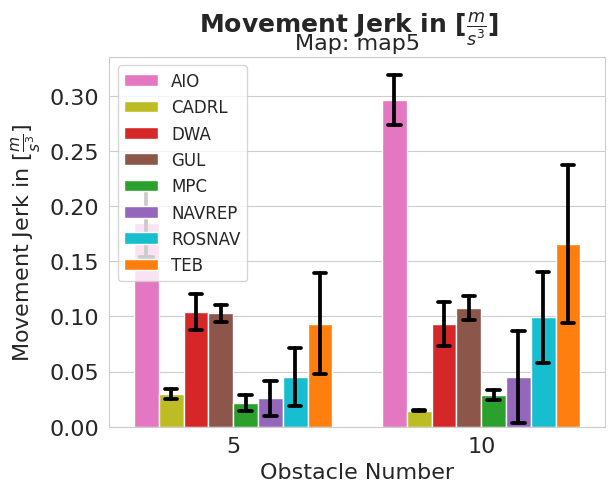 Movement Jerk in [m/s³]
Map: map5
Movement Jerk in [m/s³]
0.30
0.25
0.20
0.15
0.10
0.05
0.00
AIO
CADRL
DWA
GUL
MPC
NAVREP
ROSNAV
TEB
5
10
Obstacle Number